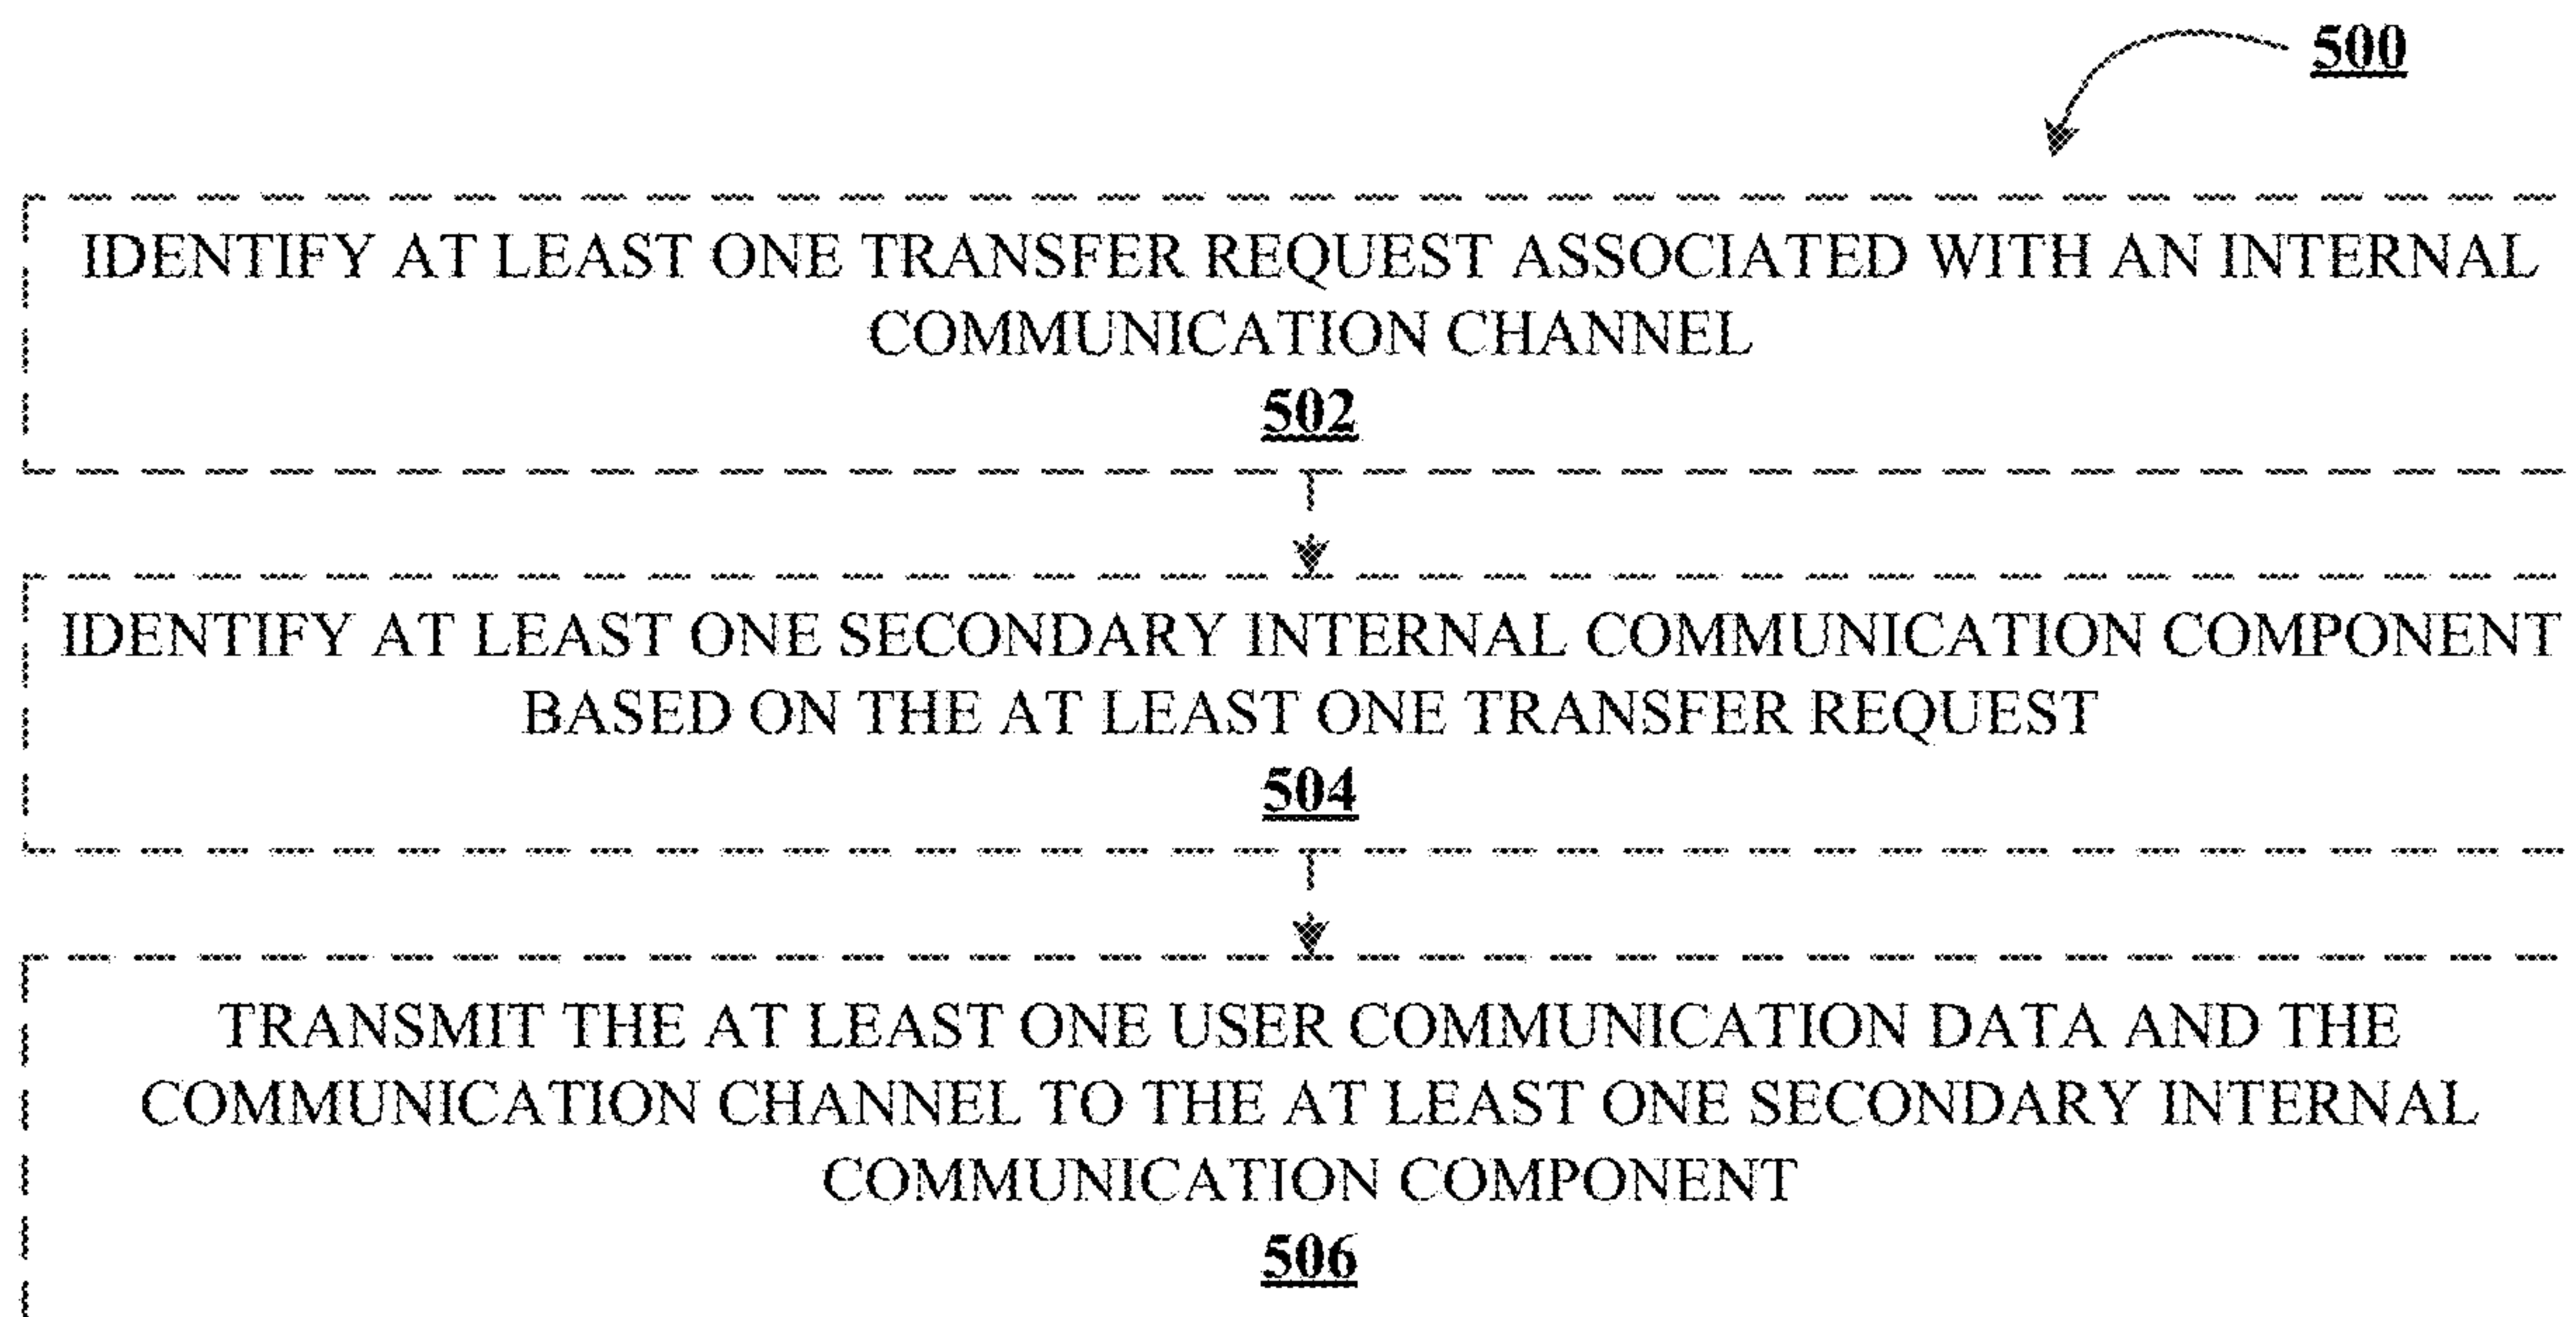 500
IDENTIFY AT LEAST ONE TRANSFER REQUEST ASSOCIATED WITH AN INTERNAL
COMMUNICATION CHANNEL
502
IDENTIFY AT LEAST ONE SECONDARY INTERNAL COMMUNICATION COMPONENT
BASED ON THE AT LEAST ONE TRANSFER REQUEST
504
TRANSMIT THE AT LEAST ONE USER COMMUNICATION DATA AND THE
COMMUNICATION CHANNEL TO THE AT LEAST ONE SECONDARY INTERNAL
COMMUNICATION COMPONENT
506